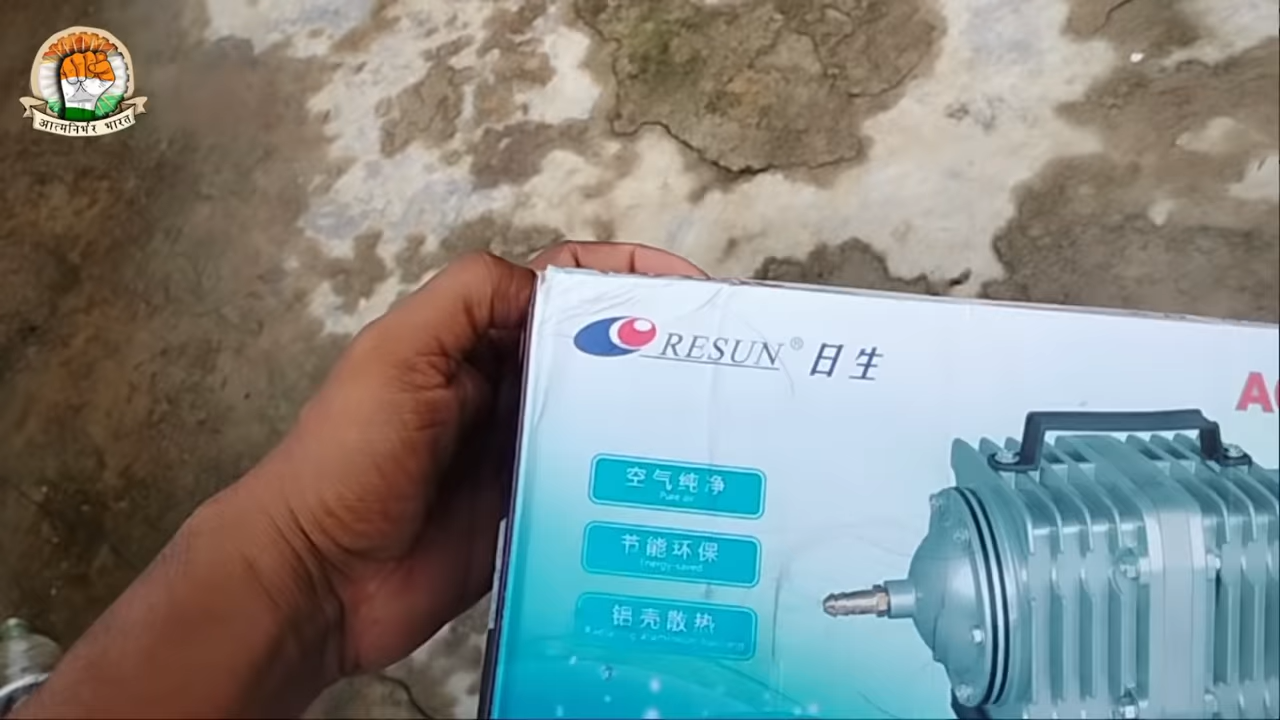 आत्मनिर्भर भारत
RESUN® 日生
AC
空气纯净
Pure air
节能环保
Energy-saved
铝壳散热